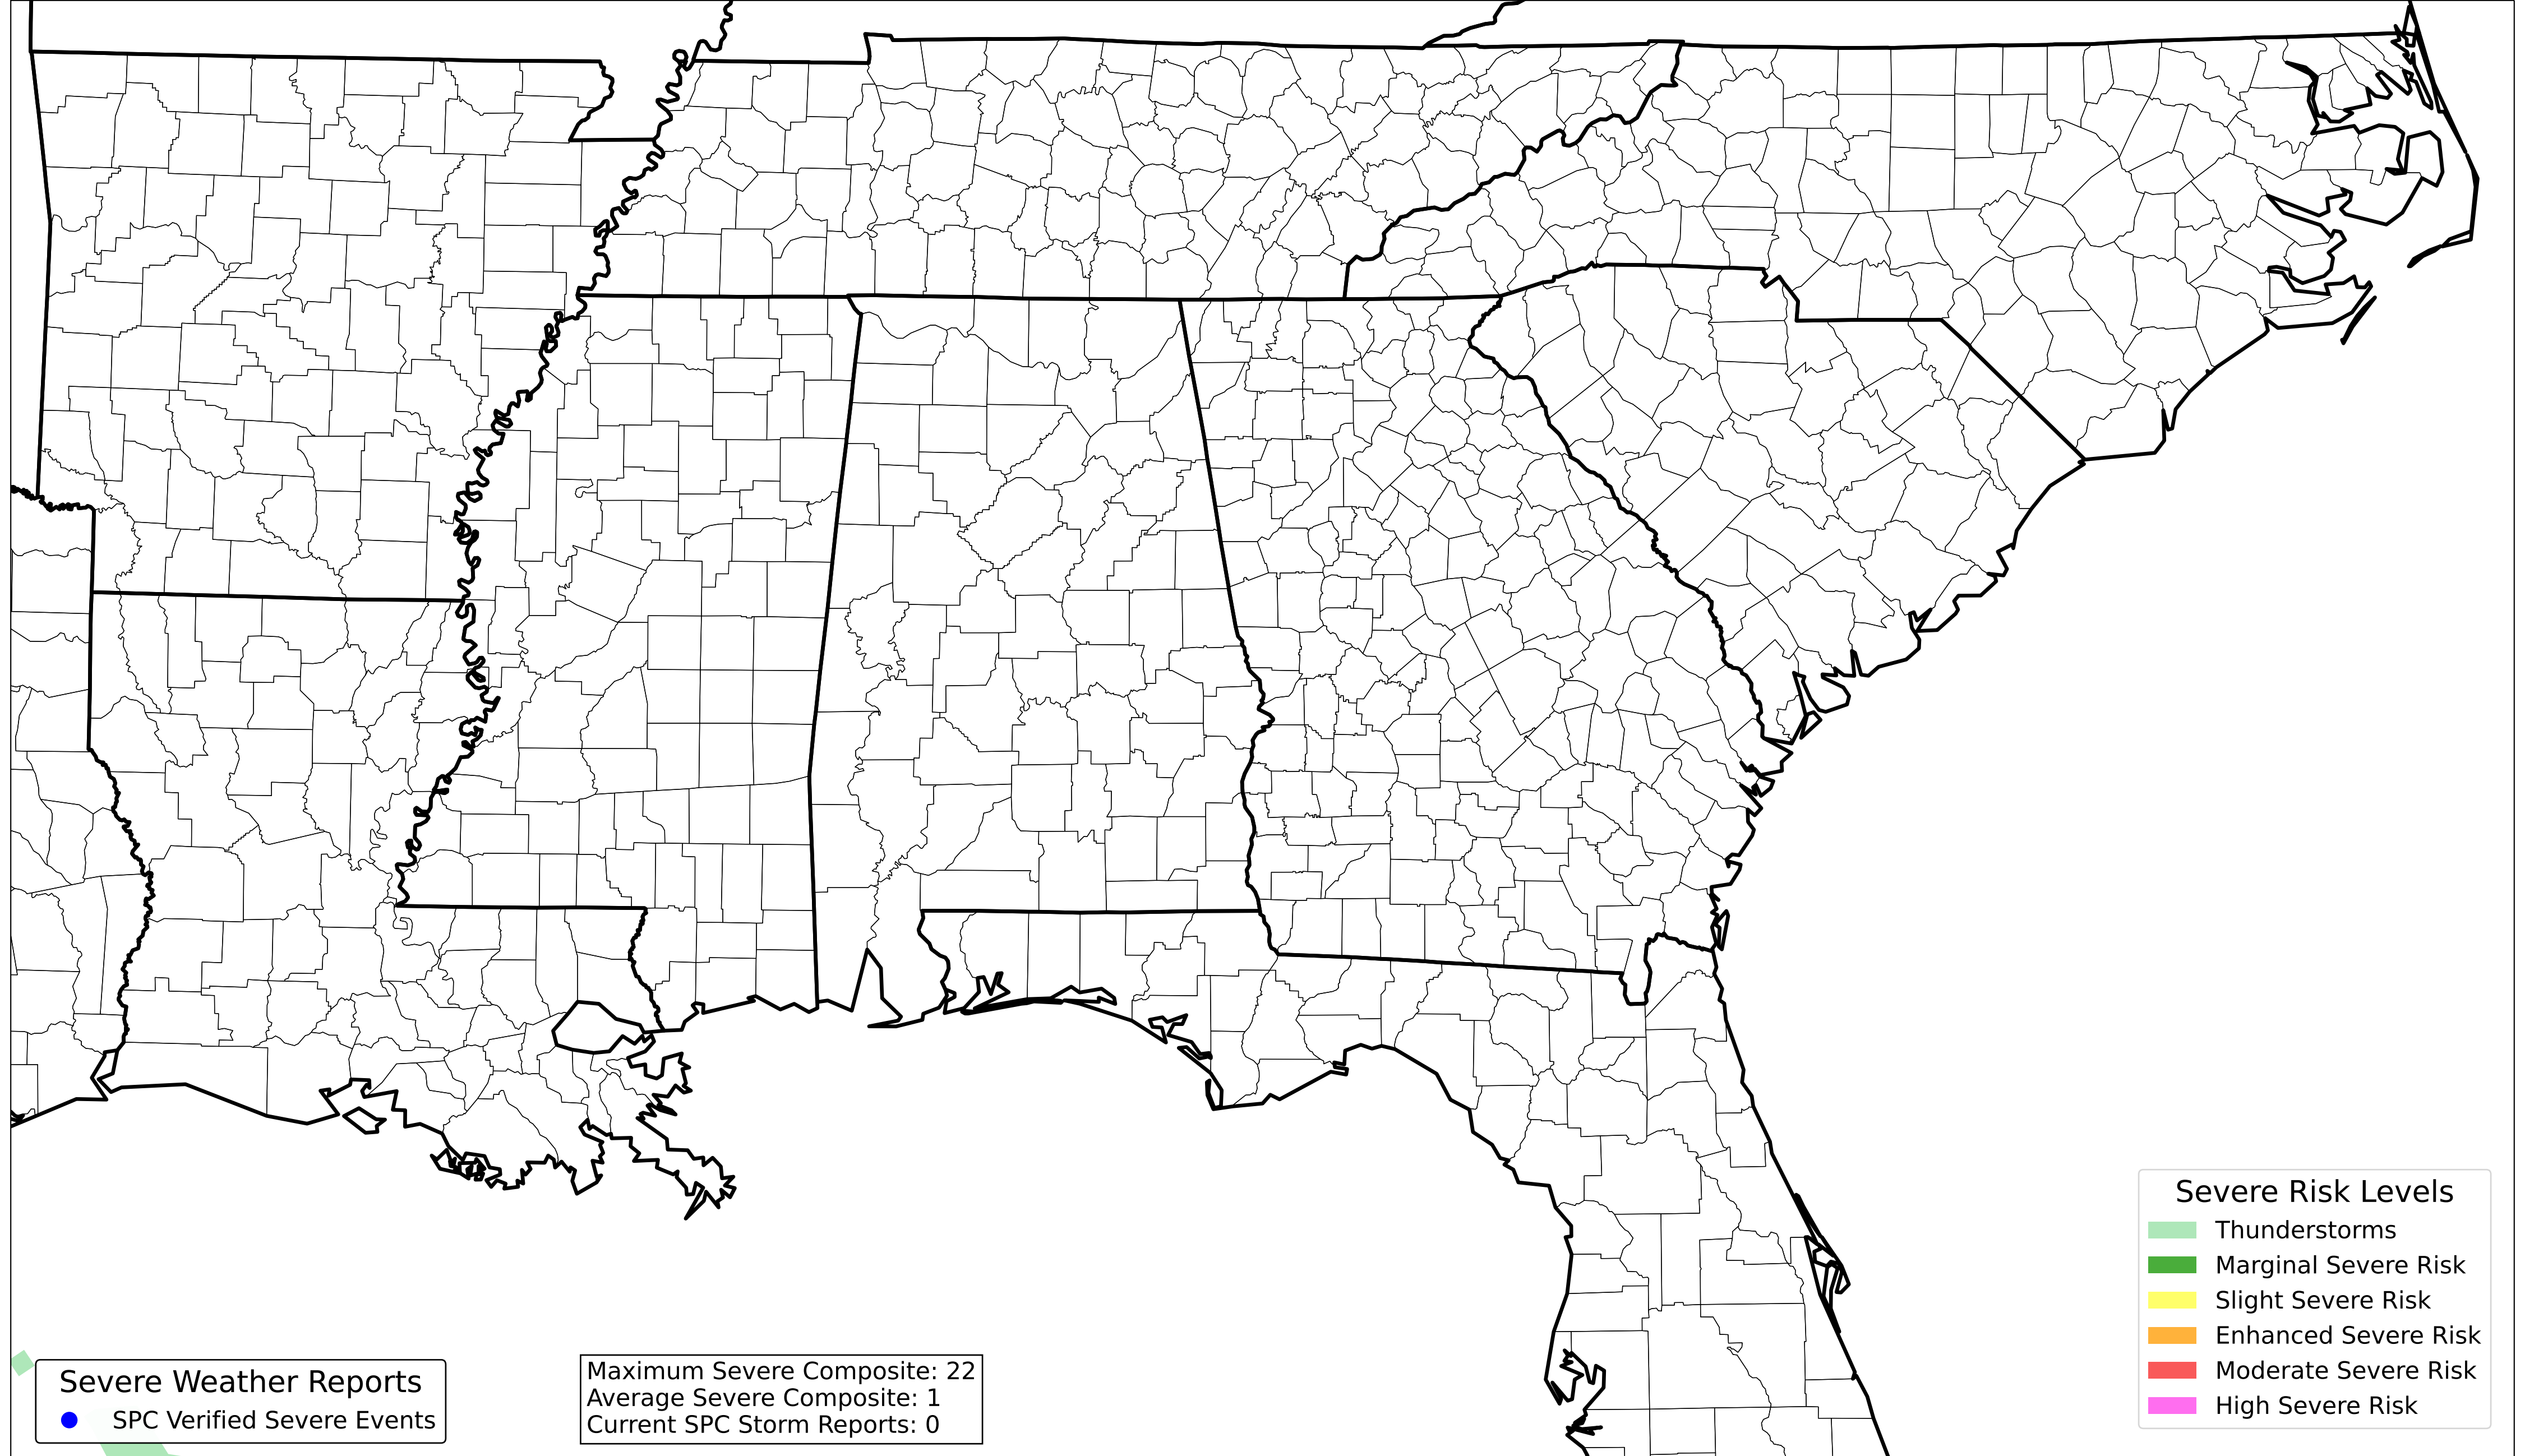 Severe Weather Reports
SPC Verified Severe Events
Maximum Severe Composite: 22
Average Severe Composite: 1
Current SPC Storm Reports: 0
Severe Risk Levels
Thunderstorms
Marginal Severe Risk
Slight Severe Risk
Enhanced Severe Risk
Moderate Severe Risk
High Severe Risk